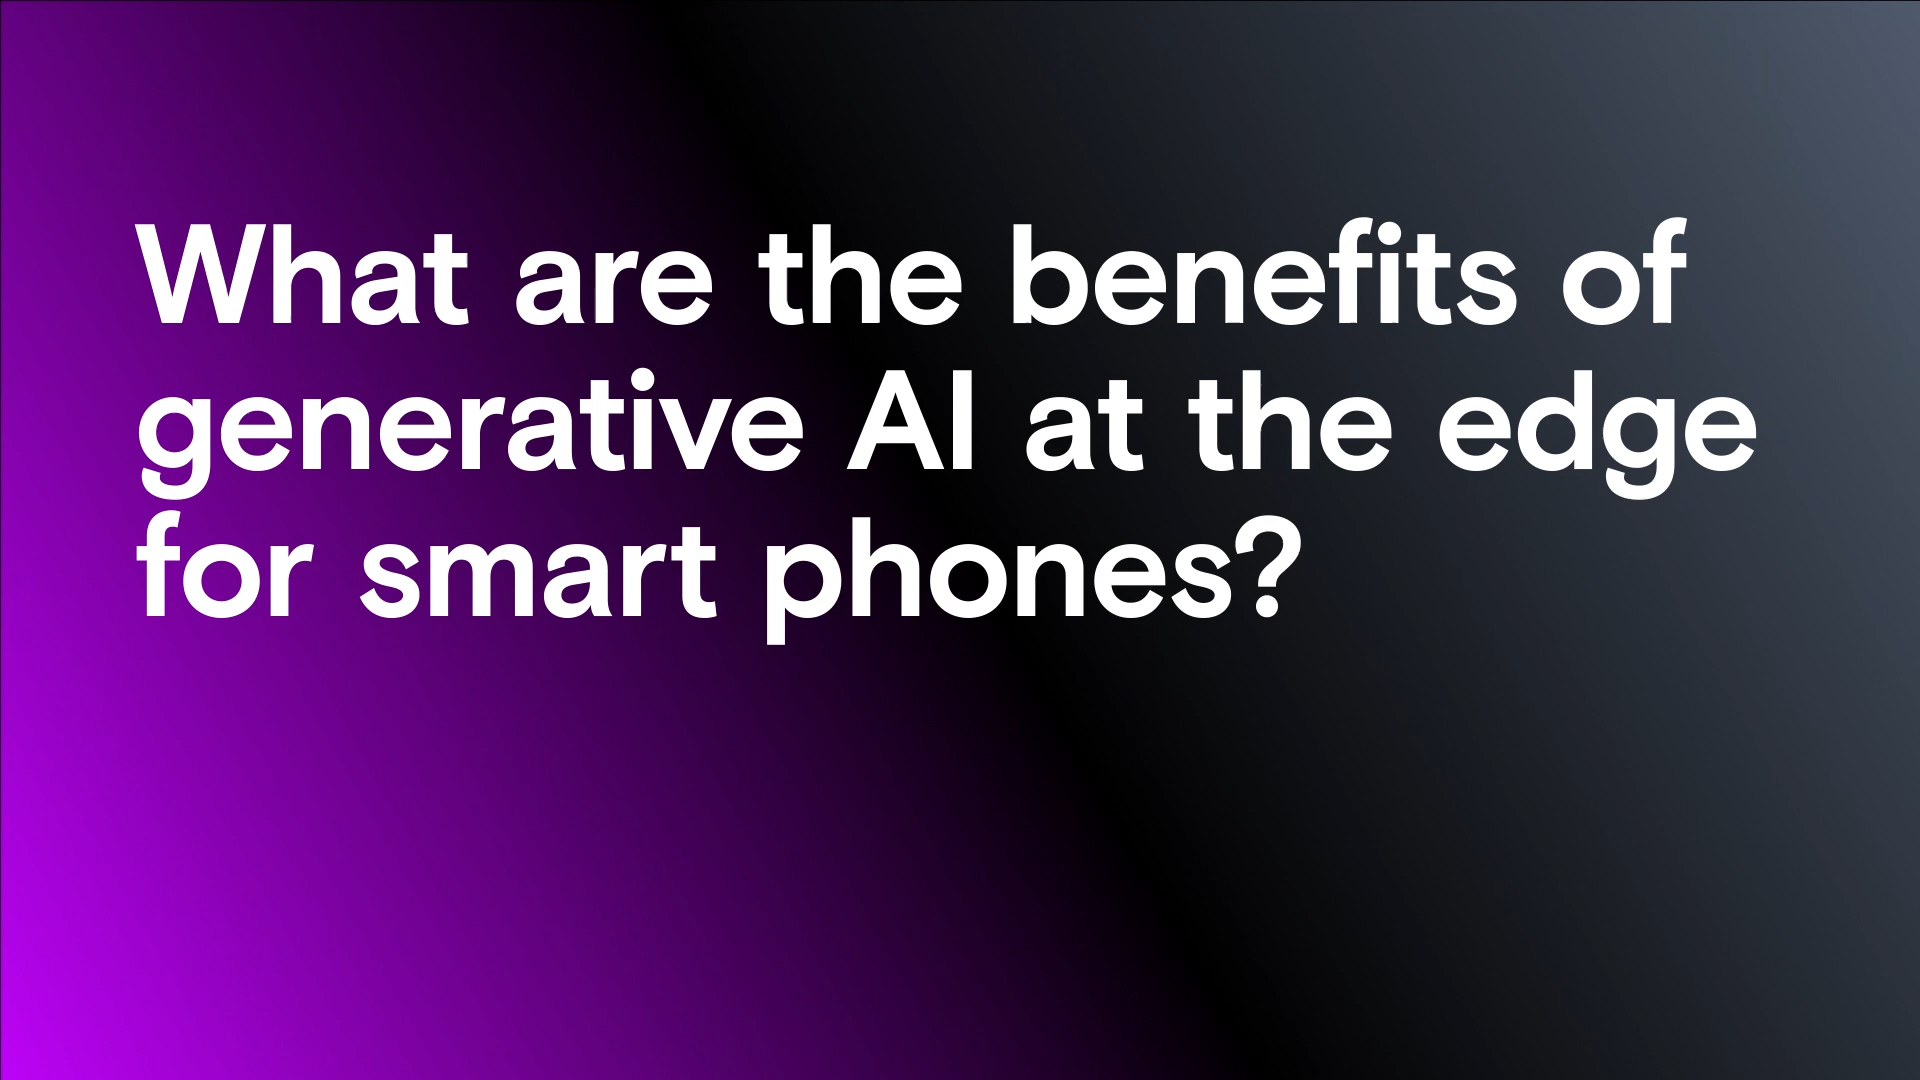 What are the benefits of
generative AI at the edge
for smart phones?